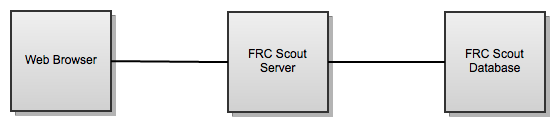 Web Browser
FRC Scout
Server
FRC Scout
Database